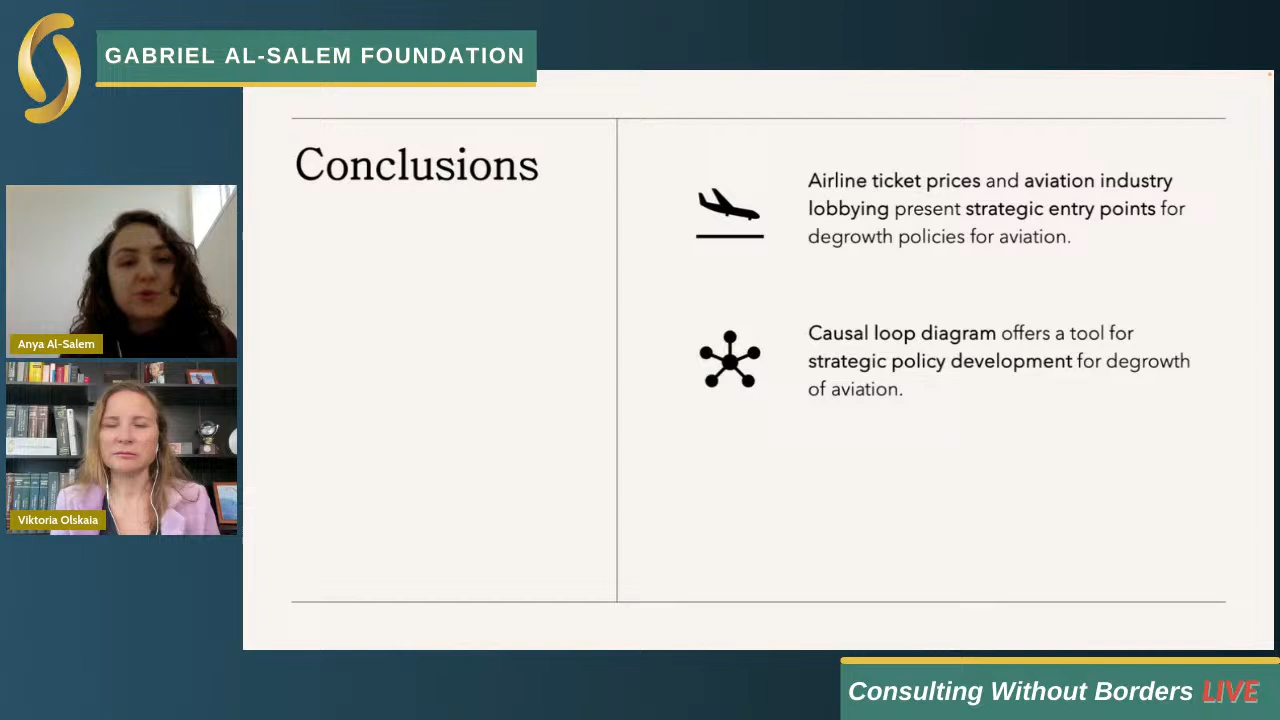 GABRIEL AL-SALEM FOUNDATION
Conclusions
Airline ticket prices and aviation industry
lobbying present strategic entry points for
degrowth policies for aviation.
Causal loop diagram offers a tool for
strategic policy development for degrowth
of aviation.
Anya Al-Salem
Viktoria Olskaia
Consulting Without Borders LIVE